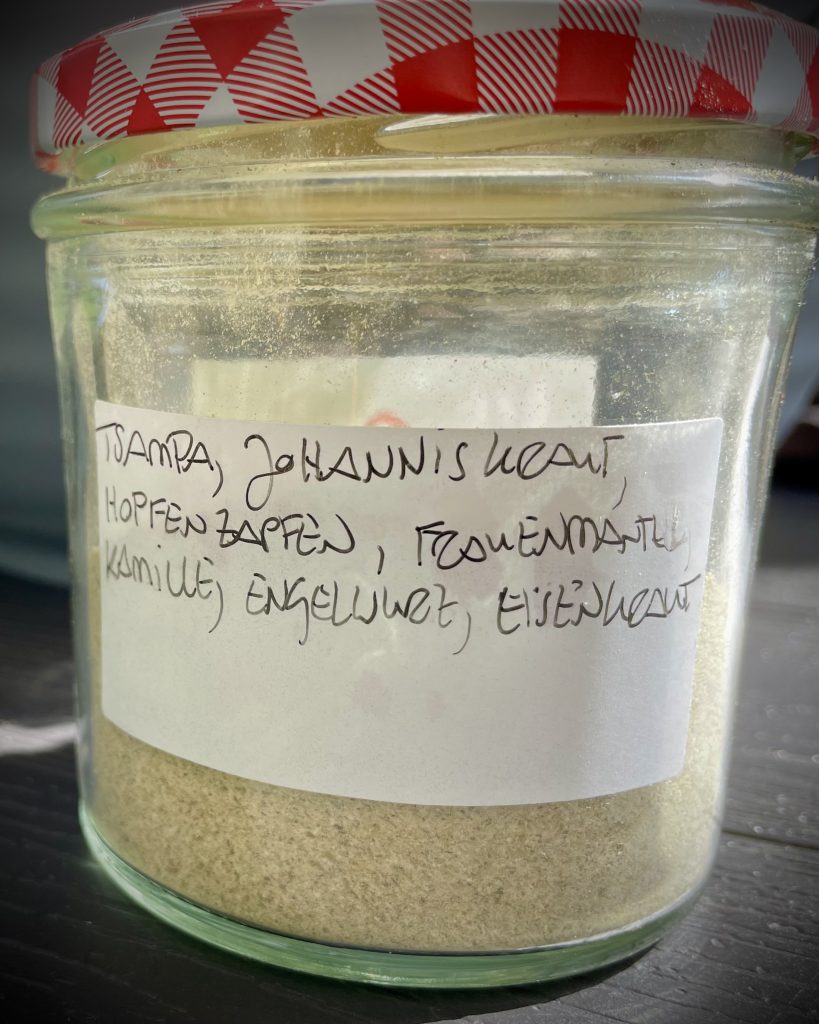 TSAMPA, JOHANNISKRAUT,
HOPFENZAPFEN, FRAUENMANTEL,
KAMILLE, ENGELWURZ, EISENKRAUT